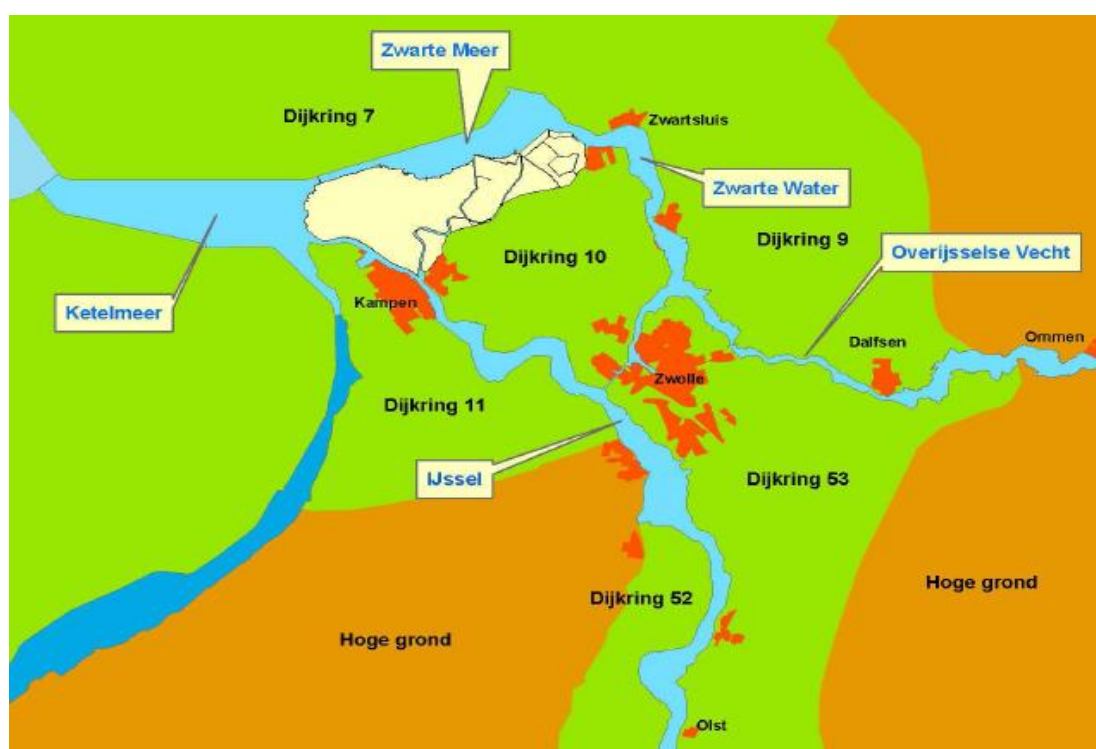 Zwarte Meer
Dijkring 7
Zwartsluis
Zwarte Water
Dijkring 9
Dijkring 10
Overijsselse Vecht
Ketelmeer
Kampen
Ommen
Dalfsen
Zwolle
Dijkring 11
IJssel
Dijkring 53
Hoge grond
Dijkring 52
Hoge grond
Olst